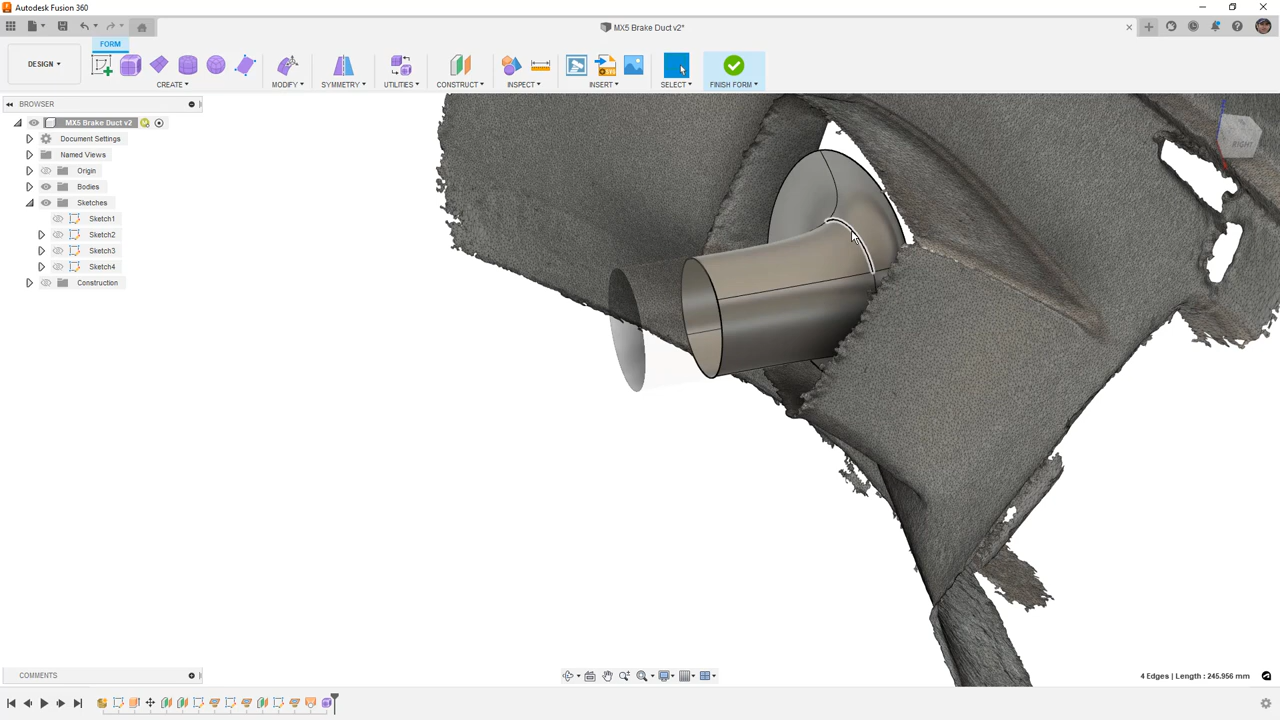 Autodesk Fusion 360
MX5 Brake Duct v2*
FORM
DESIGN
CREATE
MODIFY
SYMMETRY
UTILITIES
CONSTRUCT
INSPECT
INSERT
SELECT
FINISH FORM
BROWSER
MX5 Brake Duct v2
Document Settings
Named Views
Origin
Bodies
Sketches
Sketch1
Sketch2
Sketch3
Sketch4
Construction
RIGHT
COMMENTS
4 Edges | Length : 245.956 mm